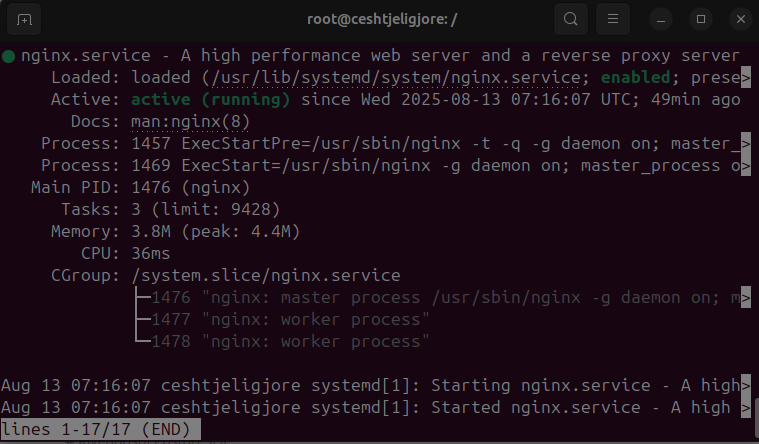 root@ceshtjeligjore: /
● nginx.service - A high performance web server and a reverse proxy server
Loaded: loaded (/usr/lib/systemd/system/nginx.service; enabled; prese>
Active: active (running) since Wed 2025-08-13 07:16:07 UTC; 49min ago
Docs: man:nginx(8)
Process: 1457 ExecStartPre=/usr/sbin/nginx -t -q -g daemon on; master_>
Process: 1469 ExecStart=/usr/sbin/nginx -g daemon on; master_process o>
Main PID: 1476 (nginx)
Tasks: 3 (limit: 9428)
Memory: 3.8M (peak: 4.4M)
CPU: 36ms
CGroup: /system.slice/nginx.service
├─1476 "nginx: master process /usr/sbin/nginx -g daemon on; m>
├─1477 "nginx: worker process"
└─1478 "nginx: worker process"
Aug 13 07:16:07 ceshtjeligjore systemd[1]: Starting nginx.service - A high>
Aug 13 07:16:07 ceshtjeligjore systemd[1]: Started nginx.service - A high >
lines 1-17/17 (END)